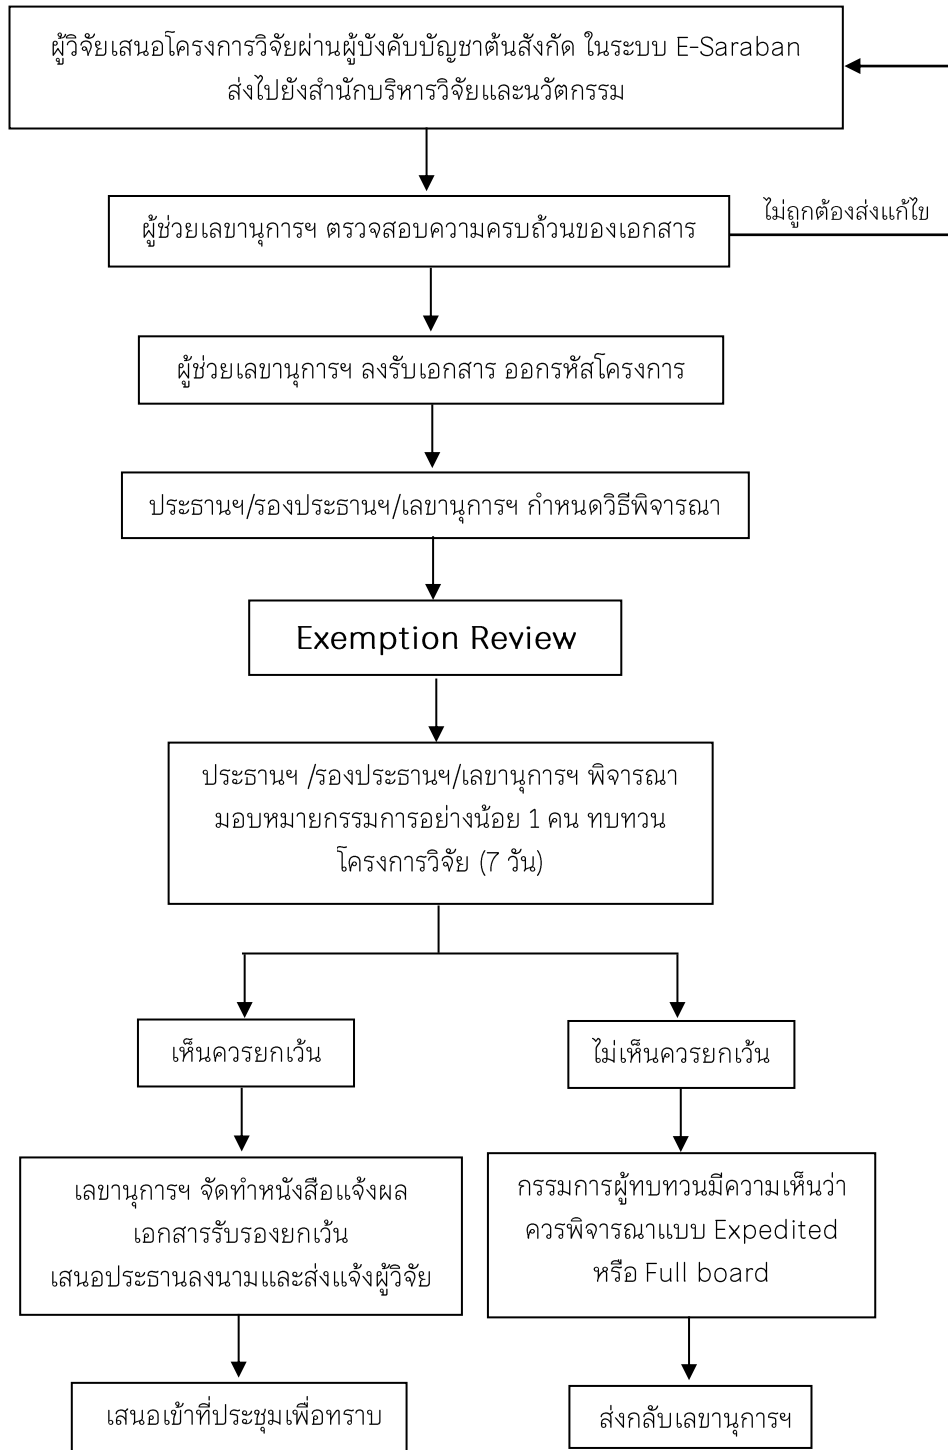 ผู้วิจัยเสนอโครงการวิจัยผ่านผู้บังคับบัญชาต้นสังกัด ในระบบ E-Saraban
ส่งไปยังสำนักบริหารวิจัยและนวัตกรรม
ผู้ช่วยเลขานุการฯ ตรวจสอบความครบถ้วนของเอกสาร
ไม่ถูกต้องส่งแก้ไข
ผู้ช่วยเลขานุการฯ ลงรับเอกสาร ออกรหัสโครงการ
ประธานฯ/รองประธานฯ/เลขานุการฯ กำหนดวิธีพิจารณา
Exemption Review
ประธานฯ /รองประธานฯ/เลขานุการฯ พิจารณา
มอบหมายกรรมการอย่างน้อย 1 คน ทบทวน
โครงการวิจัย (7 วัน)
เห็นควรยกเว้น
ไม่เห็นควรยกเว้น
เลขานุการฯ จัดทำหนังสือแจ้งผล
เอกสารรับรองยกเว้น
เสนอประธานลงนามและส่งแจ้งผู้วิจัย
กรรมการผู้ทบทวนมีความเห็นว่า
ควรพิจารณาแบบ Expedited
หรือ Full board
เสนอเข้าที่ประชุมเพื่อทราบ
ส่งกลับเลขานุการฯ